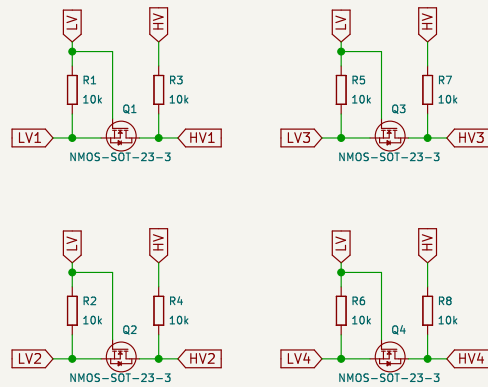 LV HV LV HV
R1 R3 R5 R7
10k 10k 10k 10k
Q1 Q3
LV1 HV1 LV3 HV3
NMOS-SOT-23-3 NMOS-SOT-23-3
LV HV LV HV
R2 R4 R6 R8
10k 10k 10k 10k
Q2 Q4
LV2 HV2 LV4 HV4
NMOS-SOT-23-3 NMOS-SOT-23-3